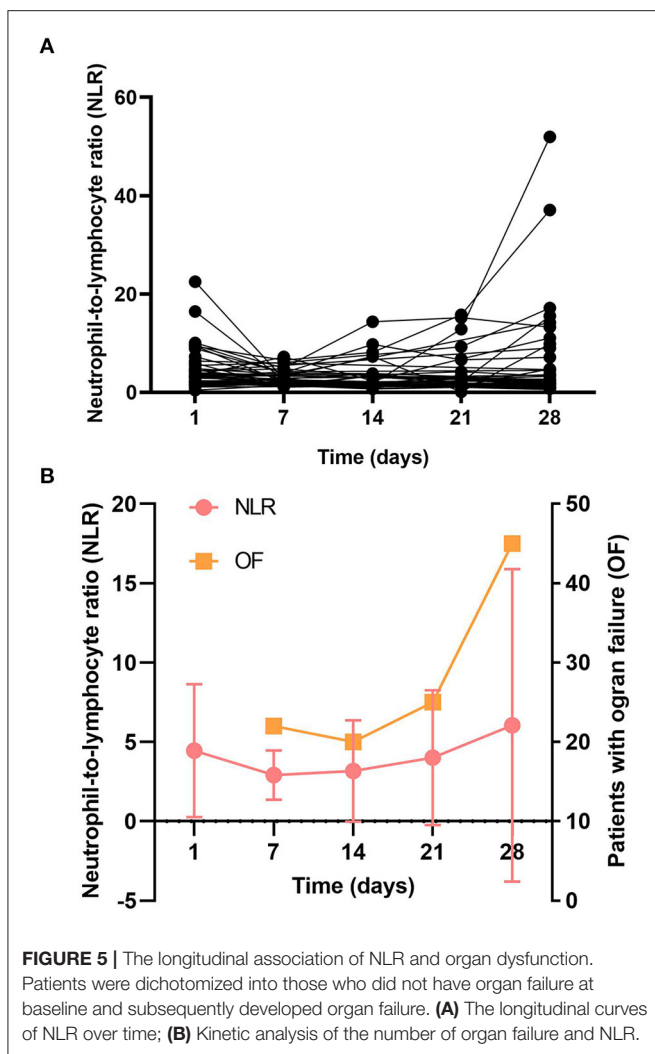 A
Neutrophil-to-lymphocyte ratio (NLR)
60
40
20
0
1 7 14 21 28
Time (days)
B
Neutrophil-to-lymphocyte ratio (NLR)
20
15
10
5
0
-5
NLR
OF
50
40
30
20
10
0
Patients with ogran failure (OF)
1 7 14 21 28
Time (days)
FIGURE 5 | The longitudinal association of NLR and organ dysfunction.
Patients were dichotomized into those who did not have organ failure at
baseline and subsequently developed organ failure. (A) The longitudinal curves
of NLR over time; (B) Kinetic analysis of the number of organ failure and NLR.